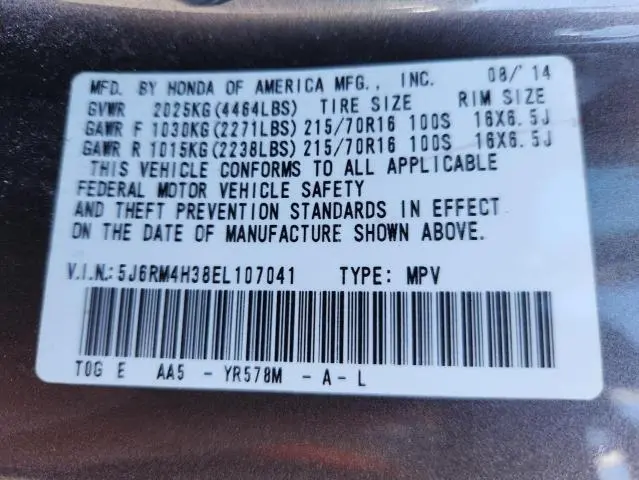 MFD. BY HONDA OF AMERICA MFG., INC. 08/'14
GVWR 2025KG(4464LBS) TIRE SIZE RIM SIZE
GAWR F 1030KG(2271LBS) 215/70R16 100S 16X6.5J
GAWR R 1015KG(2238LBS) 215/70R16 100S 16X6.5J
THIS VEHICLE CONFORMS TO ALL APPLICABLE
FEDERAL MOTOR VEHICLE SAFETY
AND THEFT PREVENTION STANDARDS IN EFFECT
ON THE DATE OF MANUFACTURE SHOWN ABOVE.
V.I.N.: 5J6RM4H38EL107041 TYPE: MPV
TOG E AA5 - YR578M - A - L